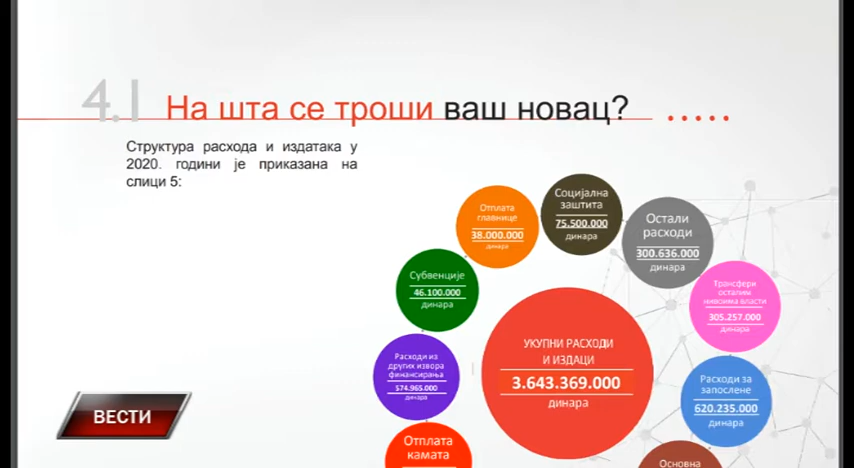 4.1 На шта се троши ваш новац? .....
Структура расхода и издатака у
2020. години је приказана на
слици 5:
Социјална
заштита
75.500.000
динара
Отплата
главнице
38.000.000
динара
Остали
расходи
300.636.000
динара
Субвенције
46.100.000
динара
Трансфери
осталим
нивоима власти
305.257.000
динара
УКУПНИ РАСХОДИ
И ИЗДАЦИ
3.643.369.000
динара
Расходи из
других извора
финансирања
574.965.000
динара
Расходи за
запослене
620.235.000
динара
ВЕСТИ
Отплата
камата
Основна